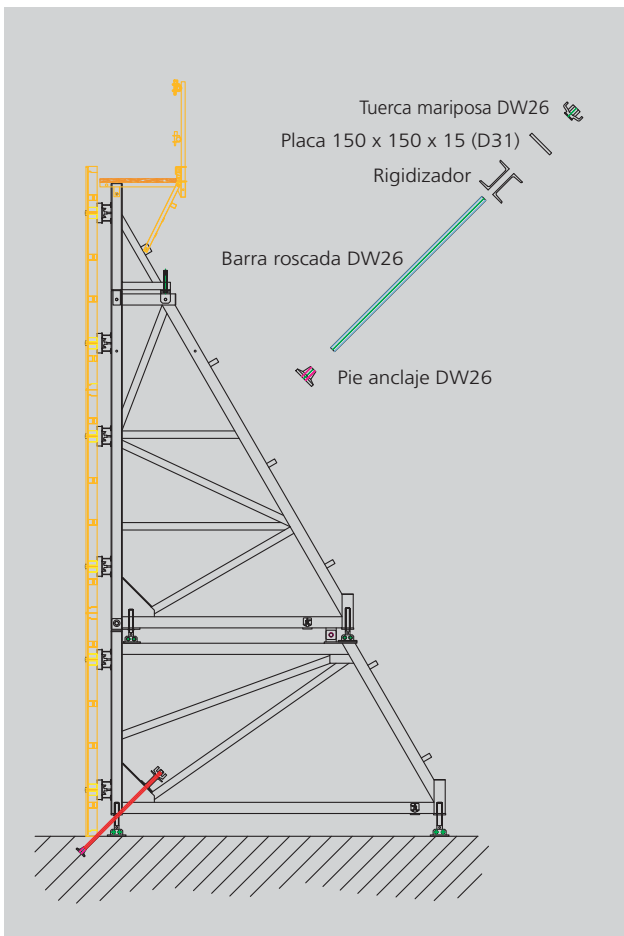 Tuerca mariposa DW26
Placa 150 x 150 x 15 (D31)
Rigidizador
Barra roscada DW26
Pie anclaje DW26